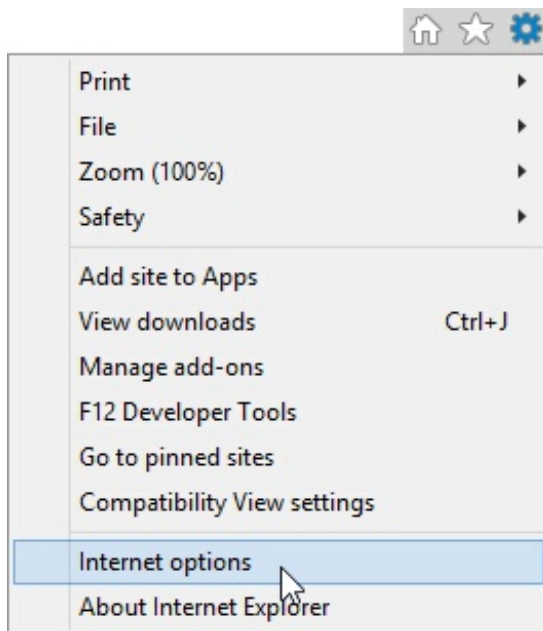 Print
File
Zoom (100%)
Safety
Add site to Apps
View downloads Ctrl+J
Manage add-ons
F12 Developer Tools
Go to pinned sites
Compatibility View settings
Internet options
About Internet Explorer